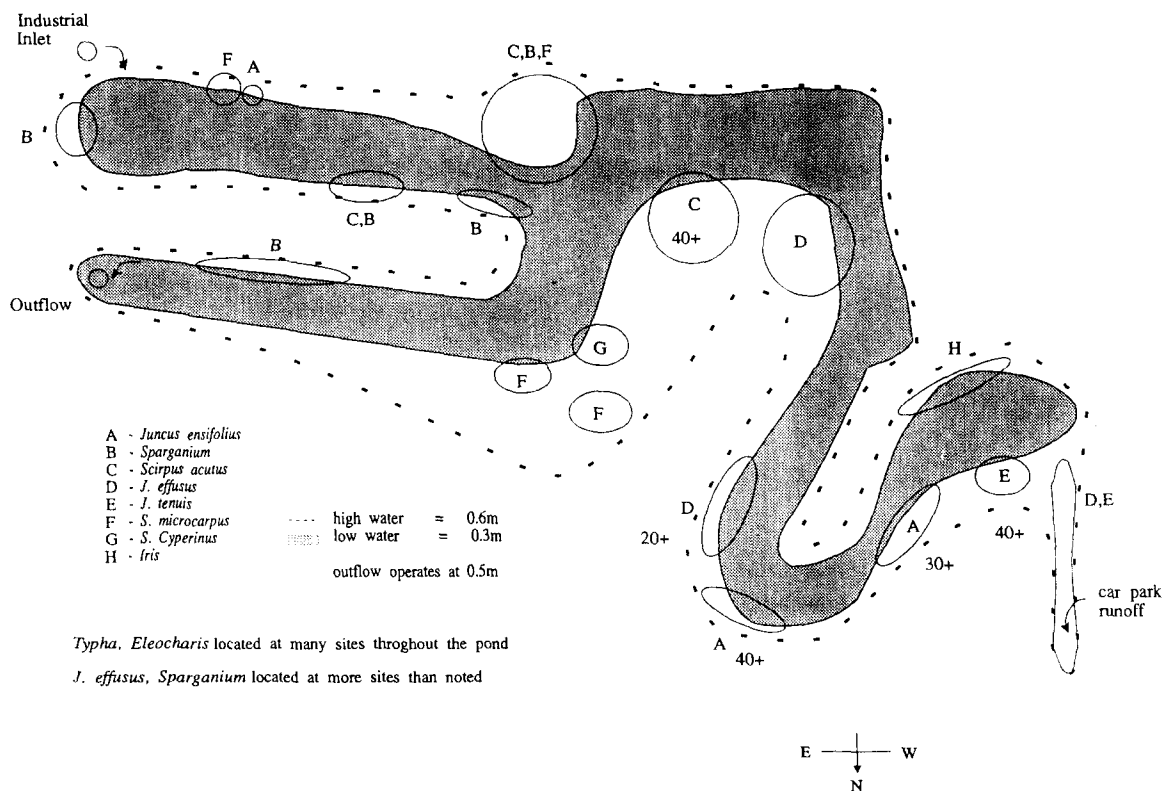 Industrial
Inlet
F
A
C,B,F
B
C,B
B
B
C
40+
D
Outflow
G
F
F
H
A - Juncus ensifolius
B - Sparganium
C - Scirpus acutus
D - J. effusus
E - J. tenuis
F - S. microcarpus
G - S. Cyperinus
H - Iris
---- high water = 0.6m
low water = 0.3m
outflow operates at 0.5m
D
20+
A
30+
E
40+
D,E
car park
runoff
A
40+
Typha, Eleocharis located at many sites throghout the pond
J. effusus, Sparganium located at more sites than noted
E W
N